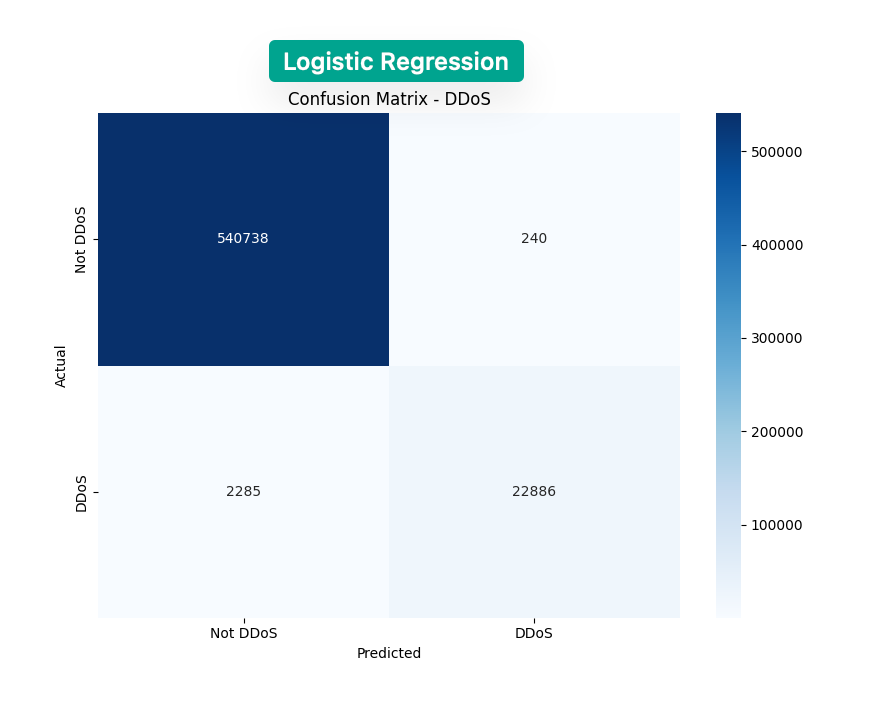 Logistic Regression
Confusion Matrix - DDoS
Not DDoS
540738
240
DDoS
2285
22886
Actual
Not DDoS
DDoS
Predicted
500000
400000
300000
200000
100000